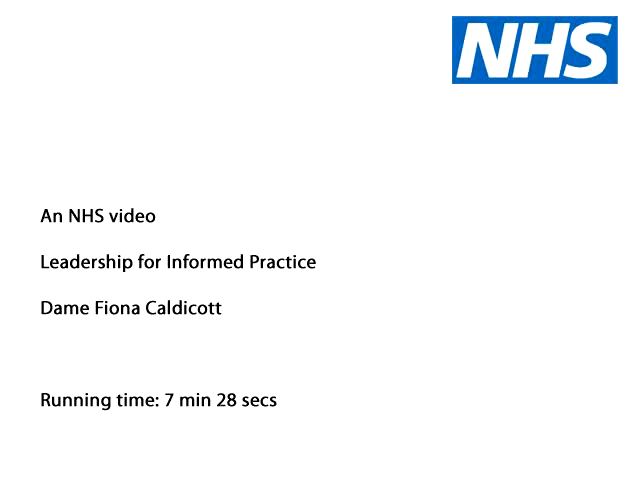 NHS
An NHS video
Leadership for Informed Practice
Dame Fiona Caldicott
Running time: 7 min 28 secs